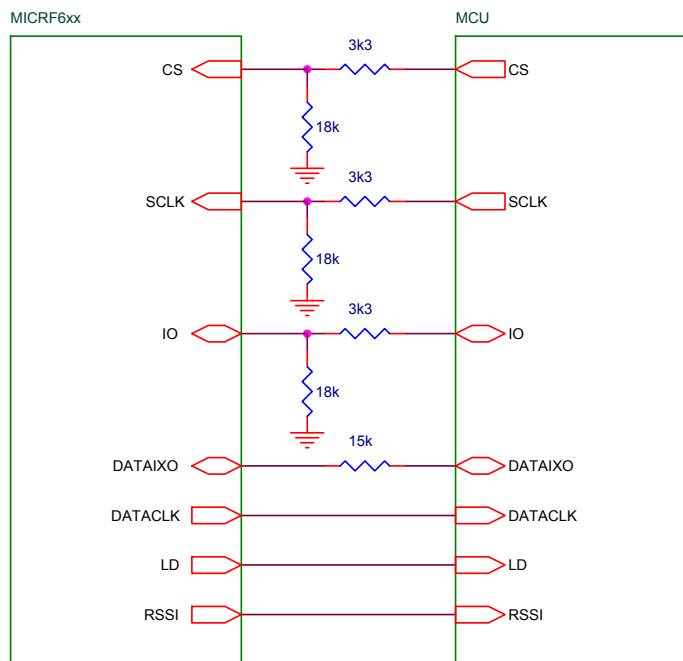 MICRF6xx MCU
3k3
CS CS
18k
3k3
SCLK SCLK
18k
3k3
IO IO
18k
15k
DATAIXO DATAIXO
DATACLK DATACLK
LD LD
RSSI RSSI